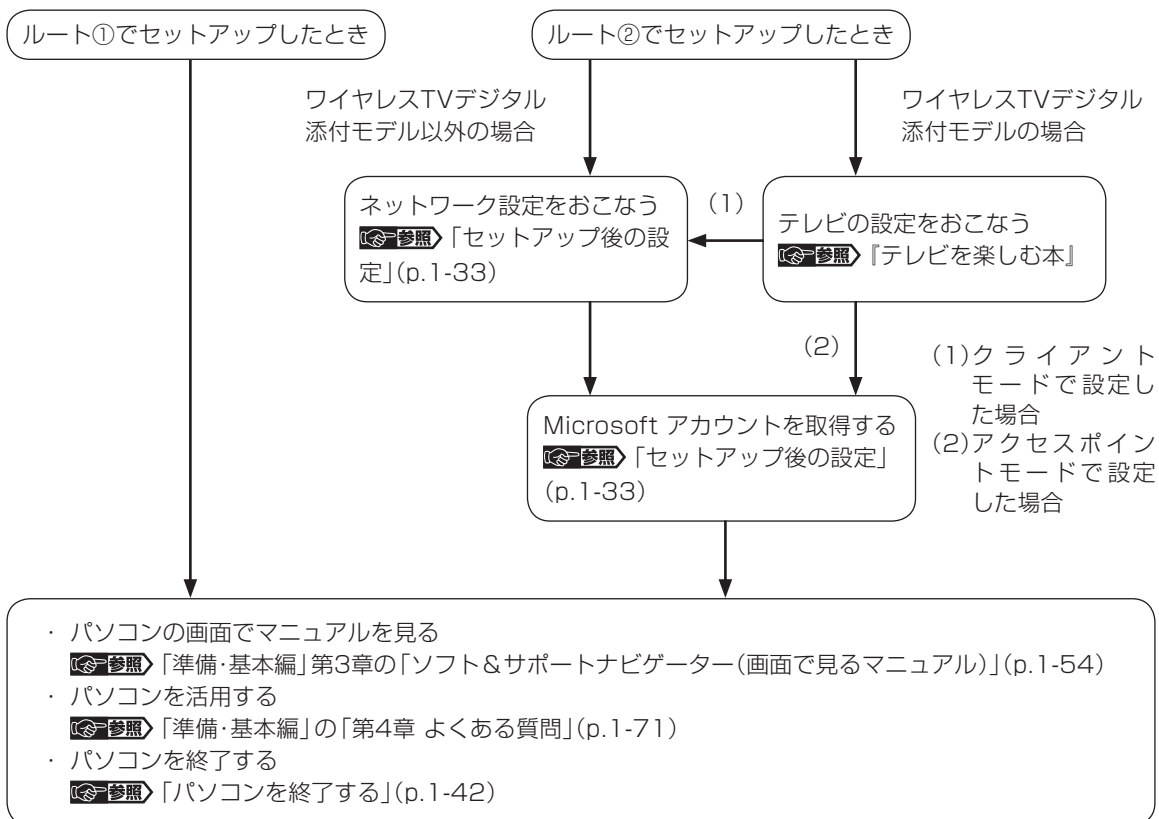 ルート①でセットアップしたとき
ルート②でセットアップしたとき
ワイヤレスTVデジタル
添付モデル以外の場合
ワイヤレスTVデジタル
添付モデルの場合
ネットワーク設定をおこなう
参照「セットアップ後の設
定」(p.1-33)
(1)
テレビの設定をおこなう
参照『テレビを楽しむ本』
(2)
(1)クライアント
モードで設定し
た場合
(2)アクセスポイン
トモードで設定
した場合
Microsoft アカウントを取得する
参照「セットアップ後の設定」
(p.1-33)
・ パソコンの画面でマニュアルを見る
参照「準備・基本編」第3章の「ソフト＆サポートナビゲーター(画面で見るマニュアル)」(p.1-54)
・ パソコンを活用する
参照「準備・基本編」の「第4章 よくある質問」(p.1-71)
・ パソコンを終了する
参照「パソコンを終了する」(p.1-42)